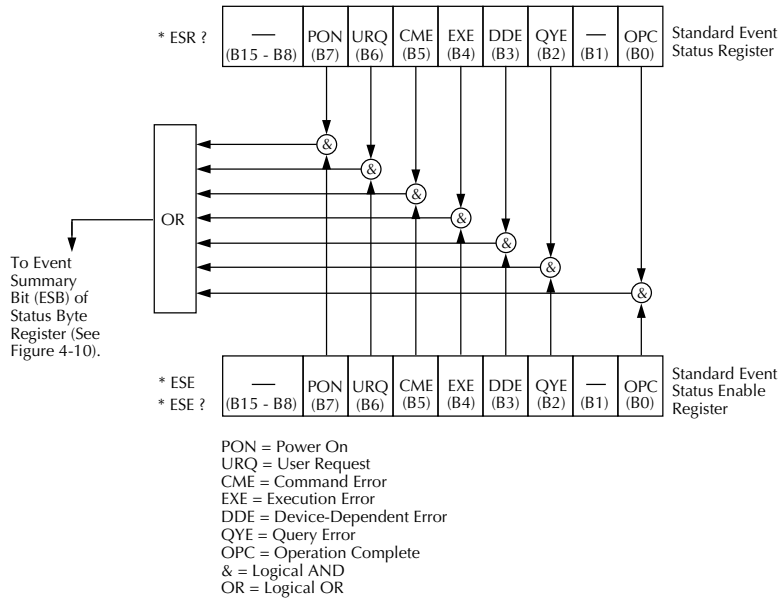 * ESR ?
— PON URQ CME EXE DDE QYE — OPC
(B15 - B8) (B7) (B6) (B5) (B4) (B3) (B2) (B1) (B0)
Standard Event
Status Register
&
&
&
&
&
&
&
OR
To Event
Summary
Bit (ESB) of
Status Byte
Register (See
Figure 4-10).
* ESE
* ESE ?
— PON URQ CME EXE DDE QYE — OPC
(B15 - B8) (B7) (B6) (B5) (B4) (B3) (B2) (B1) (B0)
Standard Event
Status Enable
Register
PON = Power On
URQ = User Request
CME = Command Error
EXE = Execution Error
DDE = Device-Dependent Error
QYE = Query Error
OPC = Operation Complete
& = Logical AND
OR = Logical OR